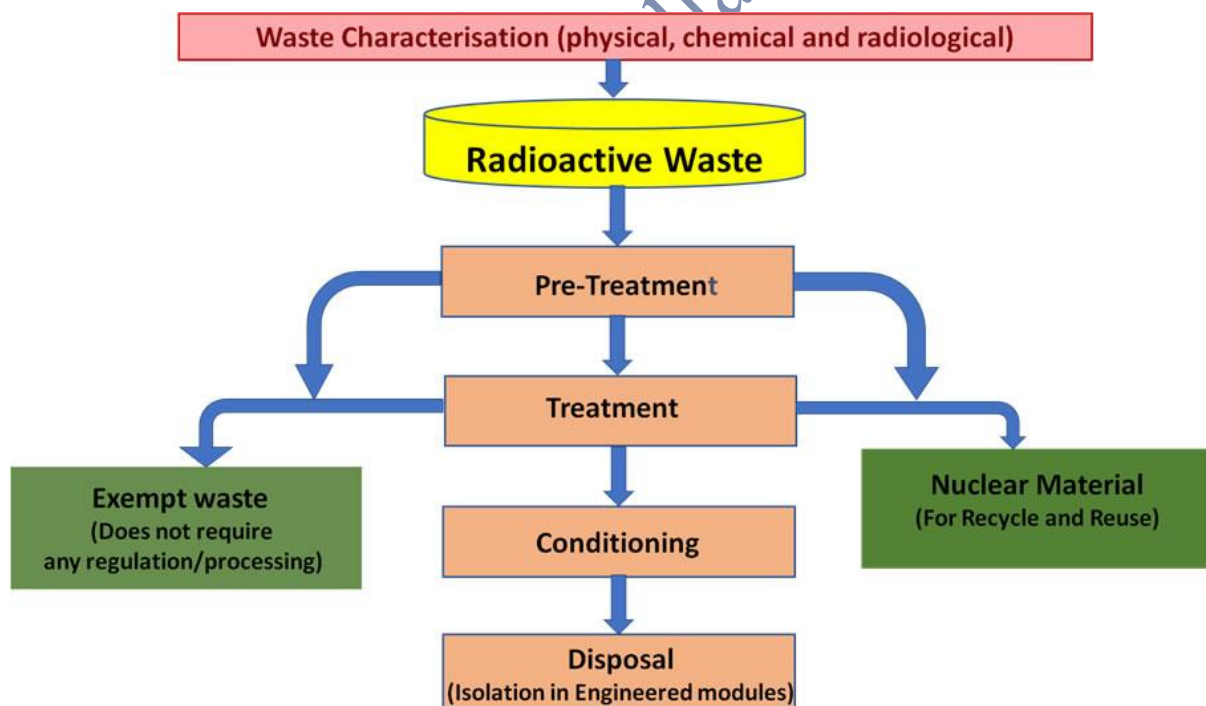 Waste Characterisation (physical, chemical and radiological)
Radioactive Waste
Pre-Treatment
Treatment
Exempt waste
(Does not require
any regulation/processing)
Nuclear Material
(For Recycle and Reuse)
Conditioning
Disposal
(Isolation in Engineered modules)